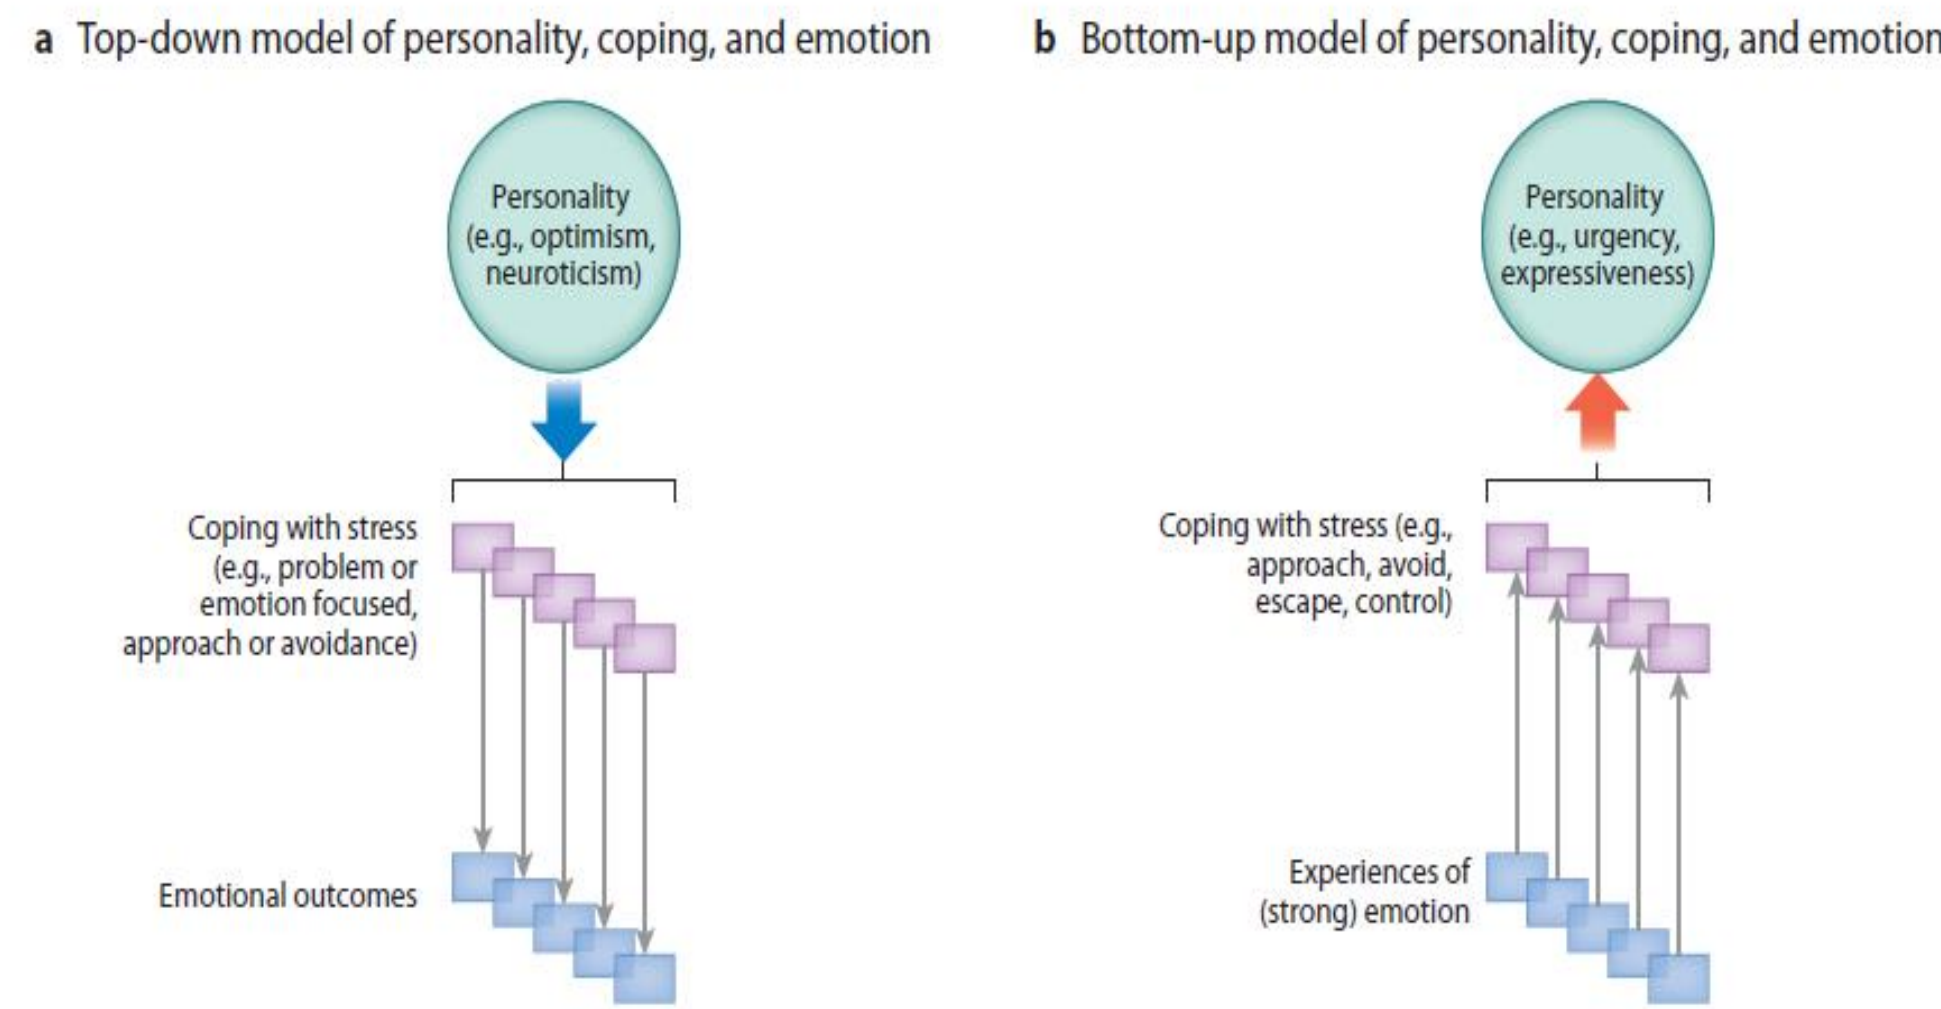 a Top-down model of personality, coping, and emotion
Personality
(e.g., optimism,
neuroticism)
Coping with stress
(e.g., problem or
emotion focused,
approach or avoidance)
Emotional outcomes
b Bottom-up model of personality, coping, and emotion
Personality
(e.g., urgency,
expressiveness)
Coping with stress (e.g.,
approach, avoid,
escape, control)
Experiences of
(strong) emotion